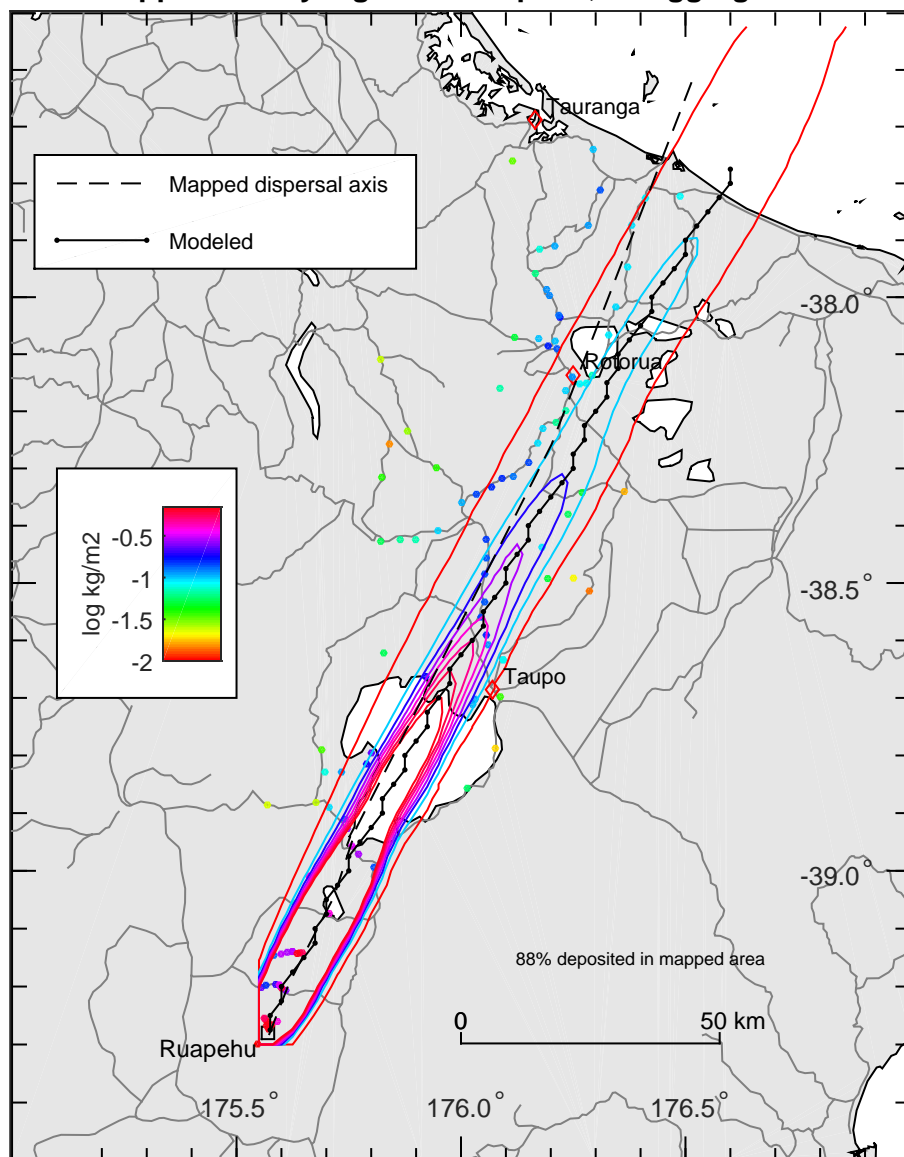 Tauranga
Mapped dispersal axis
Modeled
-38.0°
Rotorua
-0.5
-1
-1.5
-2
log kg/m2
-38.5°
Taupo
-39.0°
88% deposited in mapped area
0 50 km
Ruapehu
175.5° 176.0° 176.5°